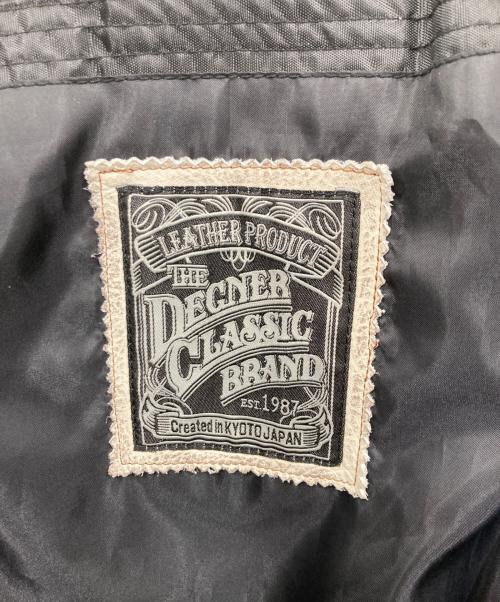 LEATHER PRODUCT
THE
DEGNER
CLASSIC
BRAND
EST.1987
Created in KYOTO JAPAN